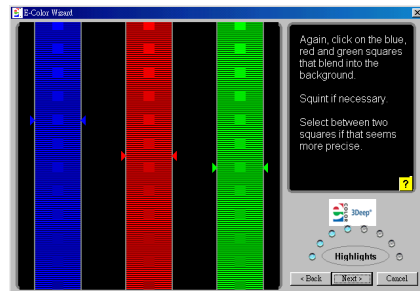 E-Color Wizard
Again, click on the blue,
red and green squares
that blend into the
background.
Squint if necessary.
Select between two
squares if that seems
more precise.
?
3Deep
Highlights
< Back
Next >
Cancel